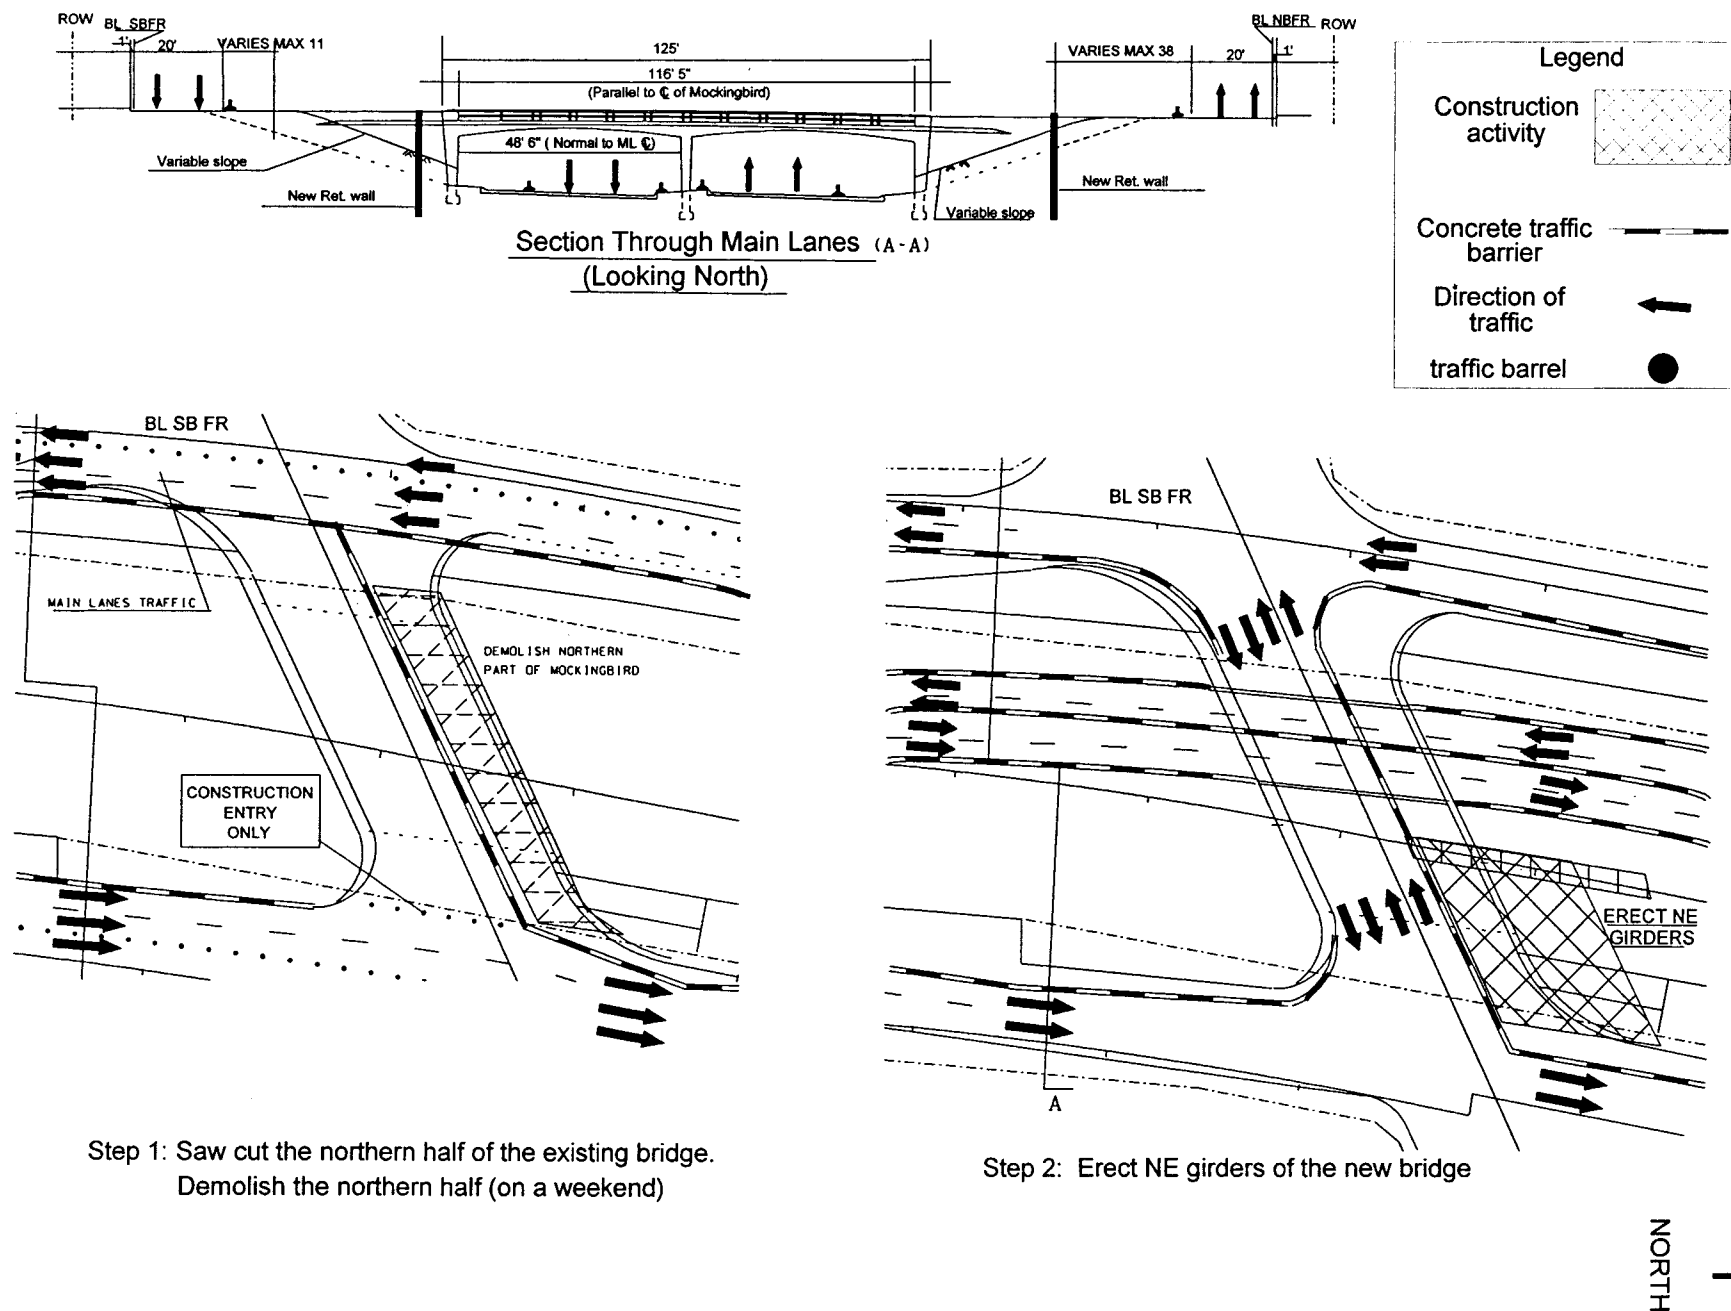 ROW
BL SBFR
1'
20'
VARIES MAX 11
125'
116' 5"
(Parallel to ℄ of Mockingbird)
48' 6" ( Normal to ML ℄)
VARIES MAX 38
BL NBFR
ROW
20'
1'
Variable slope
New Ret. wall
New Ret. wall
Variable slope
Section Through Main Lanes (A-A)
(Looking North)
Legend
Construction
activity
Concrete traffic
barrier
Direction of
traffic
traffic barrel
BL SB FR
MAIN LANES TRAFFIC
DEMOLISH NORTHERN
PART OF MOCKINGBIRD
CONSTRUCTION
ENTRY
ONLY
Step 1: Saw cut the northern half of the existing bridge.
Demolish the northern half (on a weekend)
BL SB FR
ERECT NE
GIRDERS
A
Step 2: Erect NE girders of the new bridge
NORTH